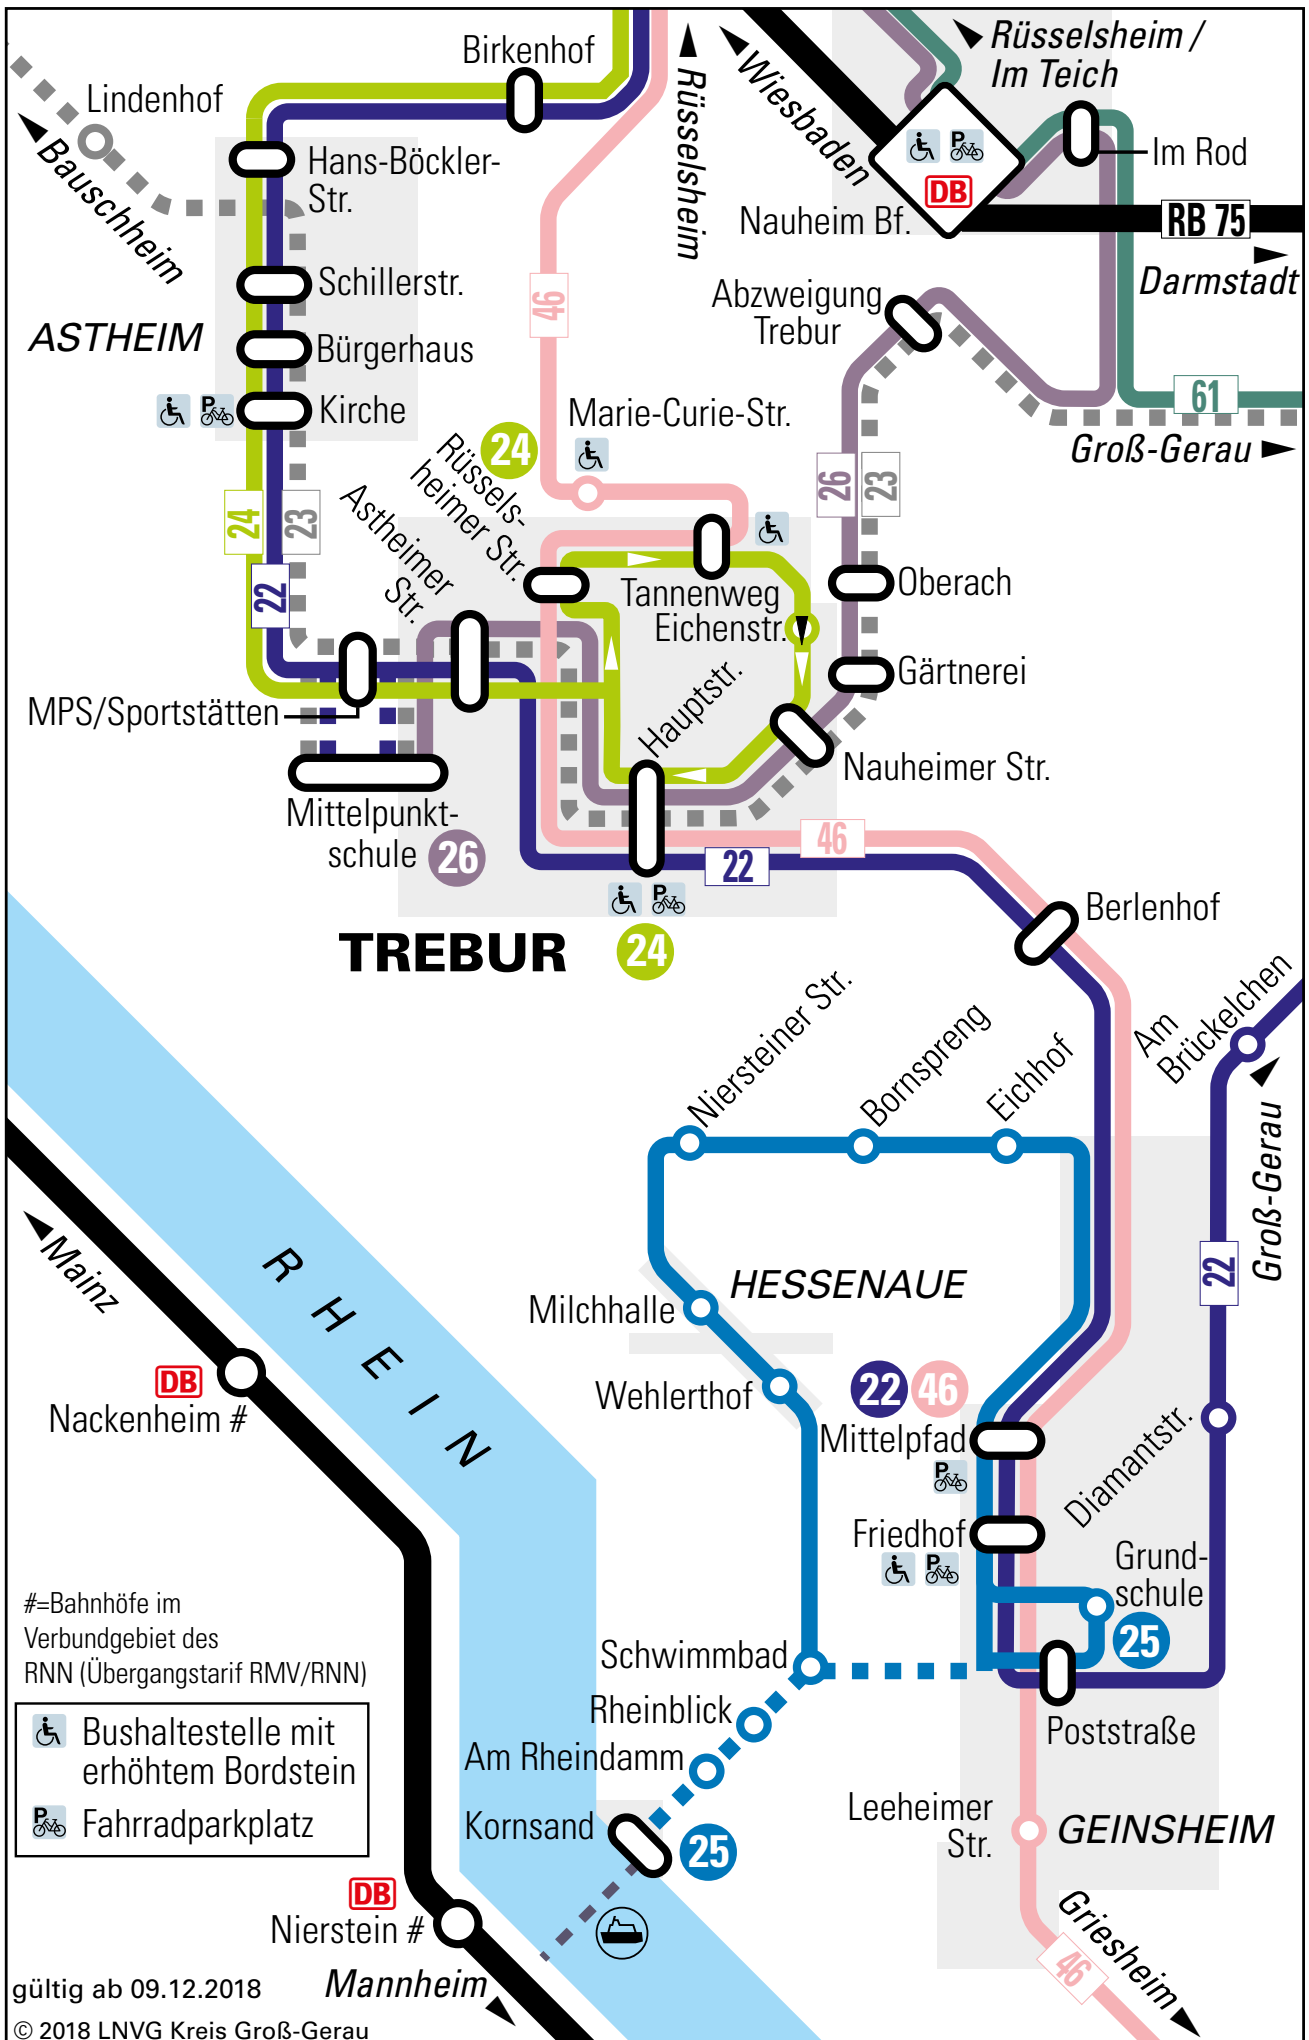 Birkenhof
Rüsselsheim
Wiesbaden
Rüsselsheim /
Im Teich
Lindenhof
Bauschheim
Hans-Böckler-
Str.
P
DB
Im Rod
Nauheim Bf.
RB 75
Darmstadt
Schillerstr.
46
Abzweigung
Trebur
ASTHEIM
Bürgerhaus
P
Kirche
61
Groß-Gerau
Marie-Curie-Str.
24
Rüssels-
heimer Str.
Astheimer
Str.
26
23
24
23
22
Tannenweg
Eichenstr.
Oberach
Hauptstr.
Gärtnerei
MPS/Sportstätten
Nauheimer Str.
Mittelpunkt-
schule
26
46
22
P
TREBUR
24
Berlenhof
Niersteiner Str.
Bornspreng
Eichhof
Am
Brückelchen
Groß-Gerau
22
Mainz
RHEIN
HESSENAUE
Milchhalle
DB
Nackenheim #
Wehlerthof
22
46
Mittelpfad
P
Diamantstr.
Friedhof
P
Grund-
schule
25
#=Bahnhöfe im
Verbundgebiet des
RNN (Übergangstarif RMV/RNN)
Schwimmbad
Rheinblick
Am Rheindamm
Kornsand
25
Poststraße
Bushaltestelle mit
erhöhtem Bordstein
P
Fahrradparkplatz
Leeheimer
Str.
GEINSHEIM
DB
Nierstein #
Griesheim
46
Mannheim
gültig ab 09.12.2018
© 2018 LNVG Kreis Groß-Gerau